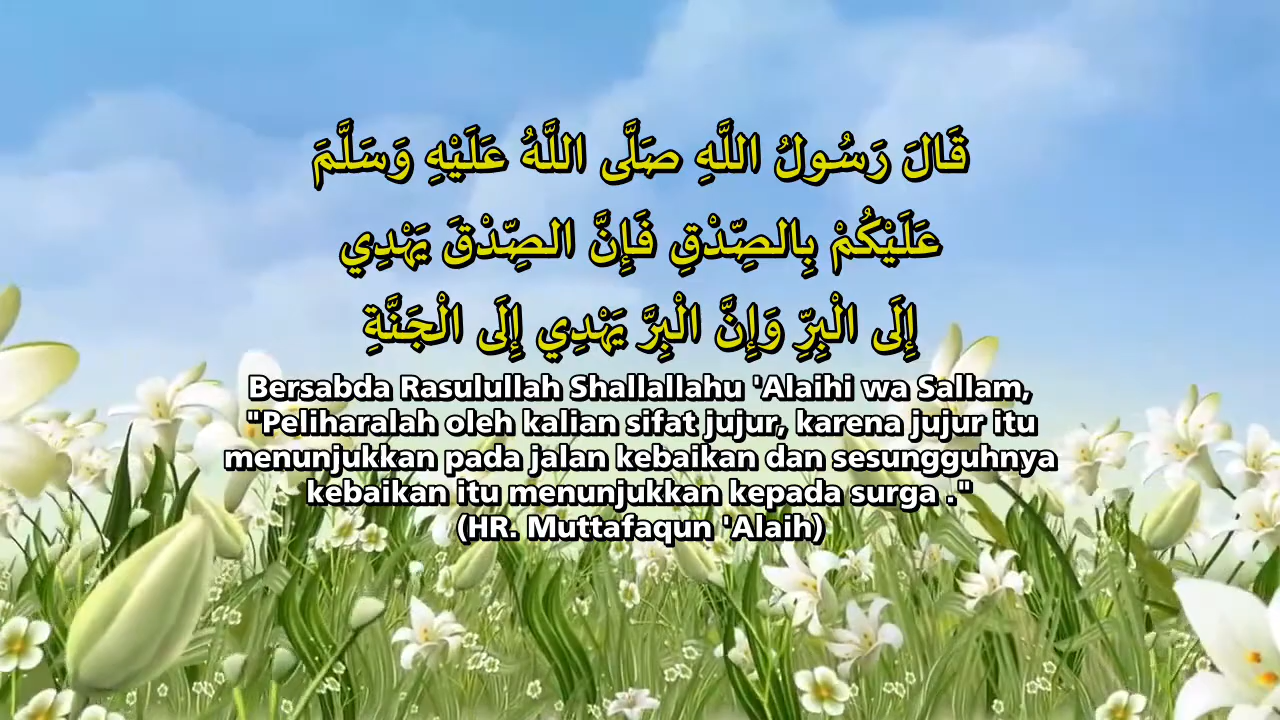 قَالَ رَسُولُ اللَّهِ صَلَّى اللَّهُ عَلَيْهِ وَسَلَّمَ
عَلَيْكُمْ بِالصِّدْقِ فَإِنَّ الصِّدْقَ يَهْدِي
إِلَى الْبِرِّ وَإِنَّ الْبِرَّ يَهْدِي إِلَى الْجَنَّةِ
Bersabda Rasulullah Shallallahu 'Alaihi wa Sallam,
"Peliharalah oleh kalian sifat jujur, karena jujur itu
menunjukkan pada jalan kebaikan dan sesungguhnya
kebaikan itu menunjukkan kepada surga ."
(HR. Muttafaqun 'Alaih)